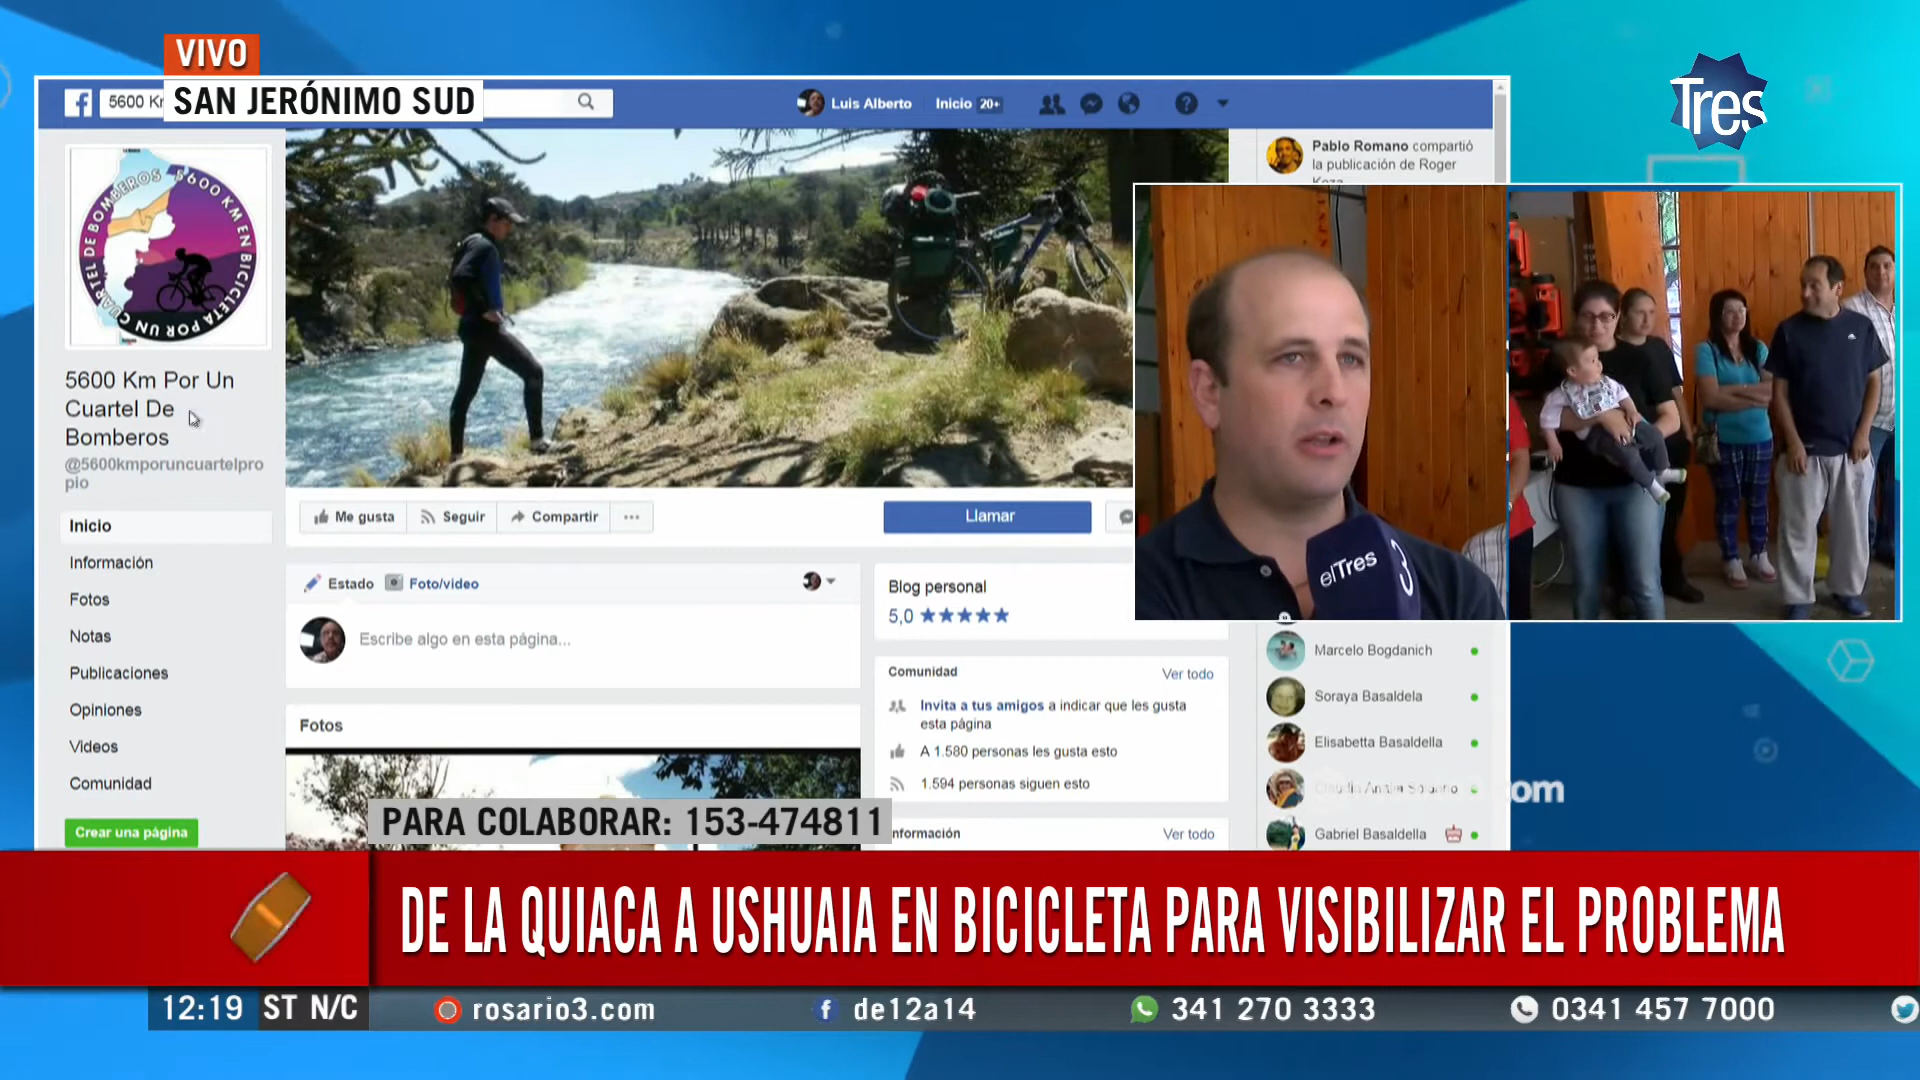 VIVO
SAN JERÓNIMO SUD
Tres
5600 K
Luis Alberto
Inicio 20+
Pablo Romano compartió
la publicación de Roger
5600 KM EN BICICLETA POR UN CUARTEL DE BOMBEROS
5600 Km Por Un
Cuartel De
Bomberos
@5600kmporuncuartelpro
pio
Inicio
Información
Fotos
Notas
Publicaciones
Opiniones
Videos
Comunidad
Crear una página
Me gusta
Seguir
Compartir
Llamar
Estado
Foto/video
Escribe algo en esta página...
Fotos
Blog personal
5,0
Comunidad
Ver todo
Invita a tus amigos a indicar que les gusta
esta página
A 1.580 personas les gusta esto
1.594 personas siguen esto
nformación
Ver todo
elTres
3
Marcelo Bogdanich
Soraya Basaldela
Elisabetta Basaldella
Gabriel Basaldella
om
PARA COLABORAR: 153-474811
DE LA QUIACA A USHUAIA EN BICICLETA PARA VISIBILIZAR EL PROBLEMA
12:19 ST N/C
rosario3.com
de12a14
341 270 3333
0341 457 7000